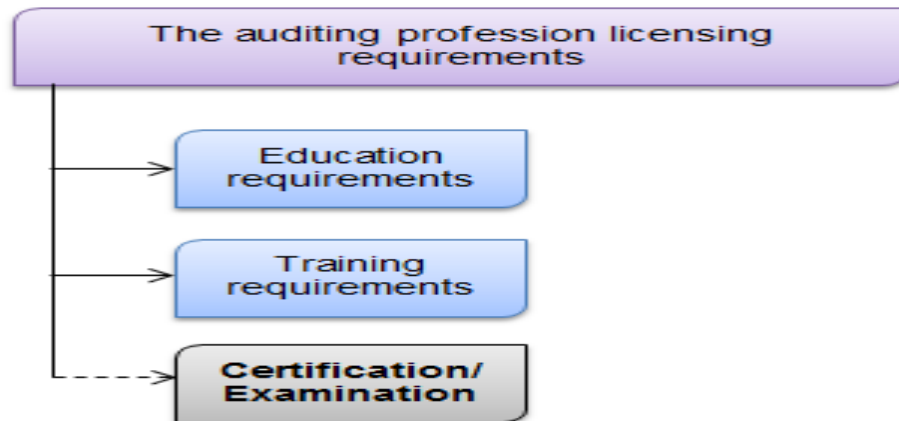 The auditing profession licensing
requirements
Education
requirements
Training
requirements
Certification/
Examination